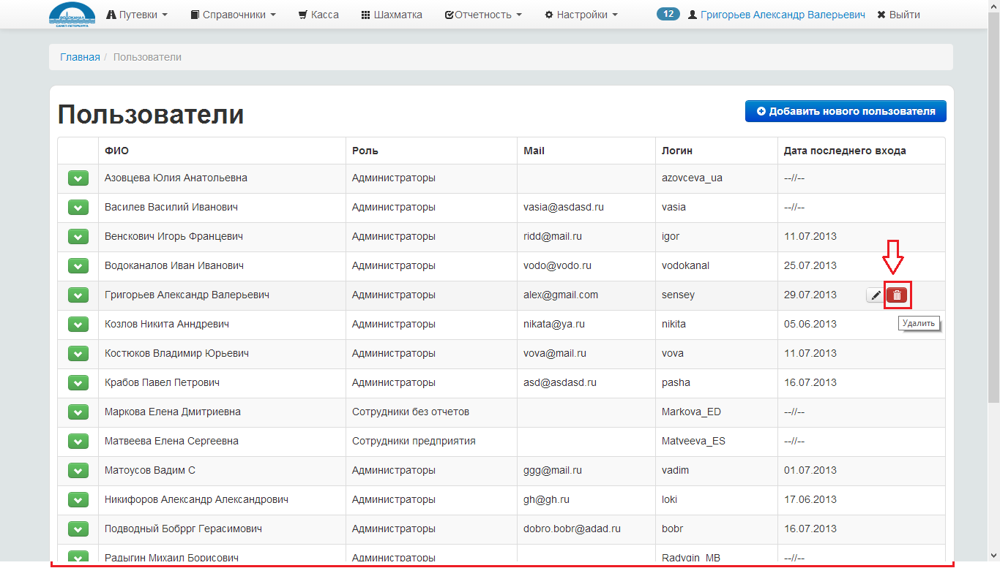 ВОДОКАНАЛ
САНКТ-ПЕТЕРБУРГА
Путевки Справочники Касса Шахматка Отчетность Настройки 12 Григорьев Александр Валерьевич Выйти
Главная / Пользователи
Пользователи Добавить нового пользователя
ФИО Роль Mail Логин Дата последнего входа
Азовцева Юлия Анатольевна Администраторы azovceva_ua --//--
Василев Василий Иванович Администраторы vasia@asdasd.ru vasia --//--
Венскович Игорь Францевич Администраторы ridd@mail.ru igor 11.07.2013
Водоканалов Иван Иванович Администраторы vodo@vodo.ru vodokanal 25.07.2013
Григорьев Александр Валерьевич Администраторы alex@gmail.com sensey 29.07.2013
Козлов Никита Анндревич Администраторы nikata@ya.ru nikita 05.06.2013
Удалить
Костюков Владимир Юрьевич Администраторы vova@mail.ru vova 11.07.2013
Крабов Павел Петрович Администраторы asd@asdasd.ru pasha 16.07.2013
Маркова Елена Дмитриевна Сотрудники без отчетов Markova_ED --//--
Матвеева Елена Сергеевна Сотрудники предприятия Matveeva_ES --//--
Матоусов Вадим С Администраторы ggg@mail.ru vadim 01.07.2013
Никифоров Александр Александрович Администраторы gh@gh.ru loki 17.06.2013
Подводный Бобррг Герасимович Администраторы dobro.bobr@adad.ru bobr 16.07.2013
Радыгин Михаил Борисович Администраторы Radygin_MB --//--